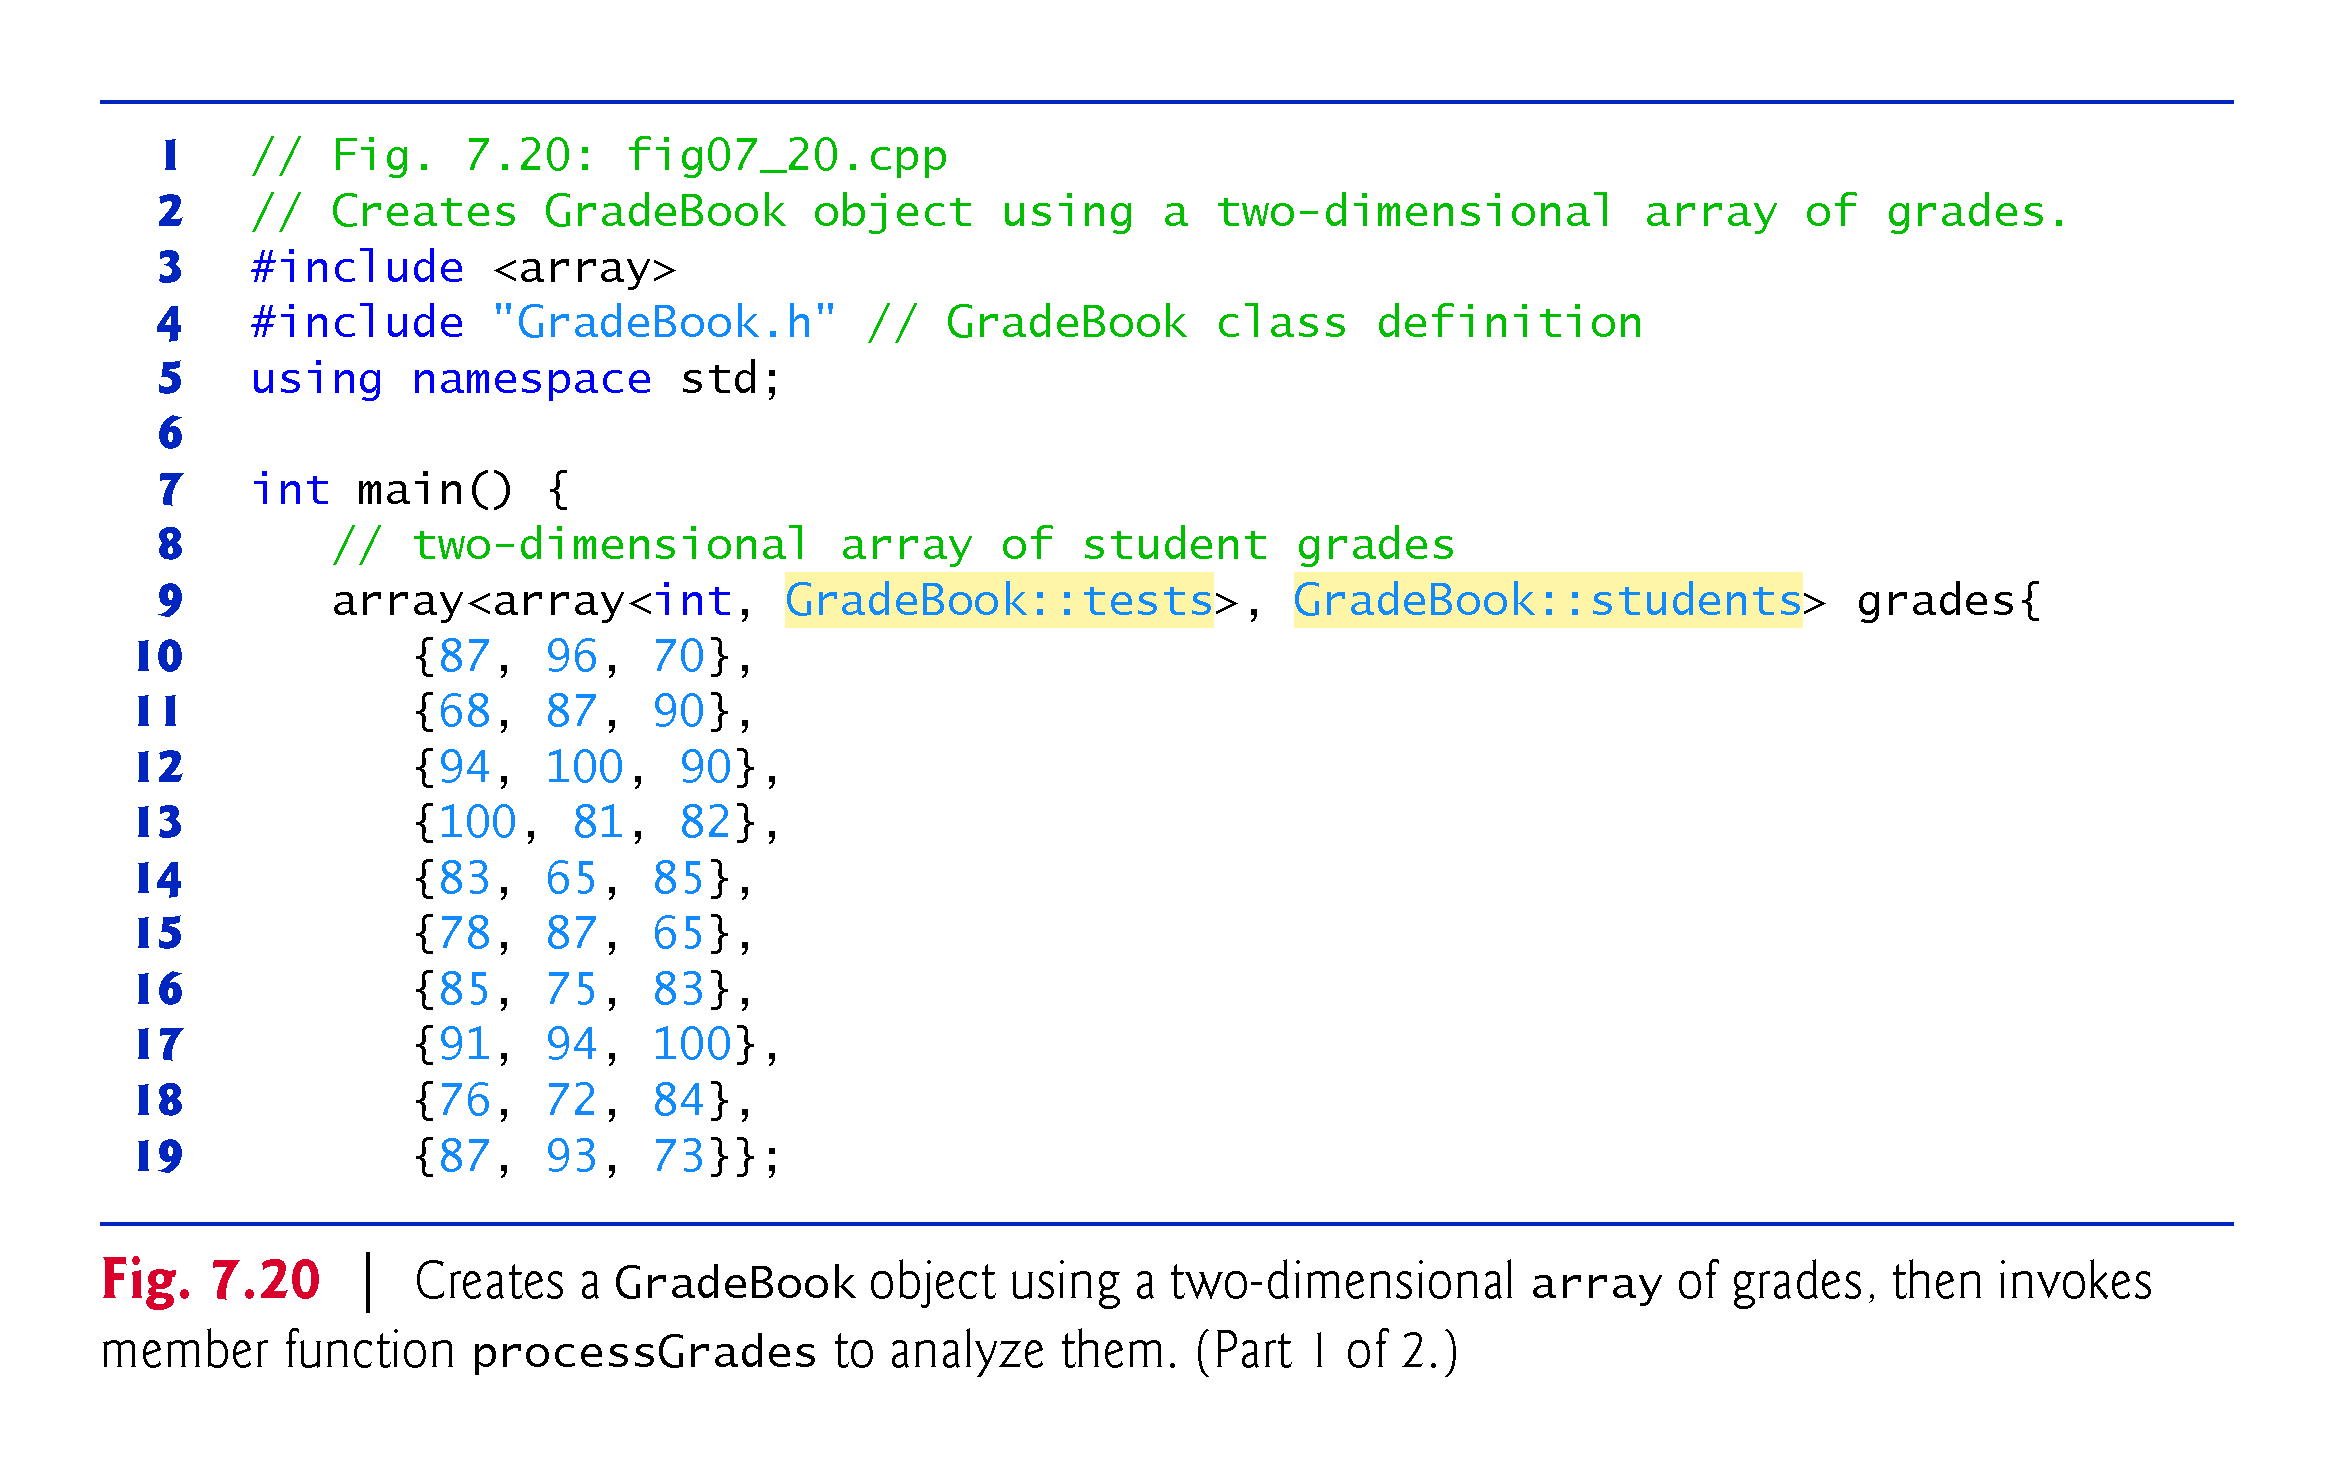 1 // Fig. 7.20: fig07_20.cpp
2 // Creates GradeBook object using a two-dimensional array of grades.
3 #include <array>
4 #include "GradeBook.h" // GradeBook class definition
5 using namespace std;
6
7 int main() {
8    // two-dimensional array of student grades
9    array<array<int, GradeBook::tests>, GradeBook::students> grades{
10       {87, 96, 70},
11       {68, 87, 90},
12       {94, 100, 90},
13       {100, 81, 82},
14       {83, 65, 85},
15       {78, 87, 65},
16       {85, 75, 83},
17       {91, 94, 100},
18       {76, 72, 84},
19       {87, 93, 73}};
Fig. 7.20 | Creates a GradeBook object using a two-dimensional array of grades, then invokes
member function processGrades to analyze them. (Part 1 of 2.)